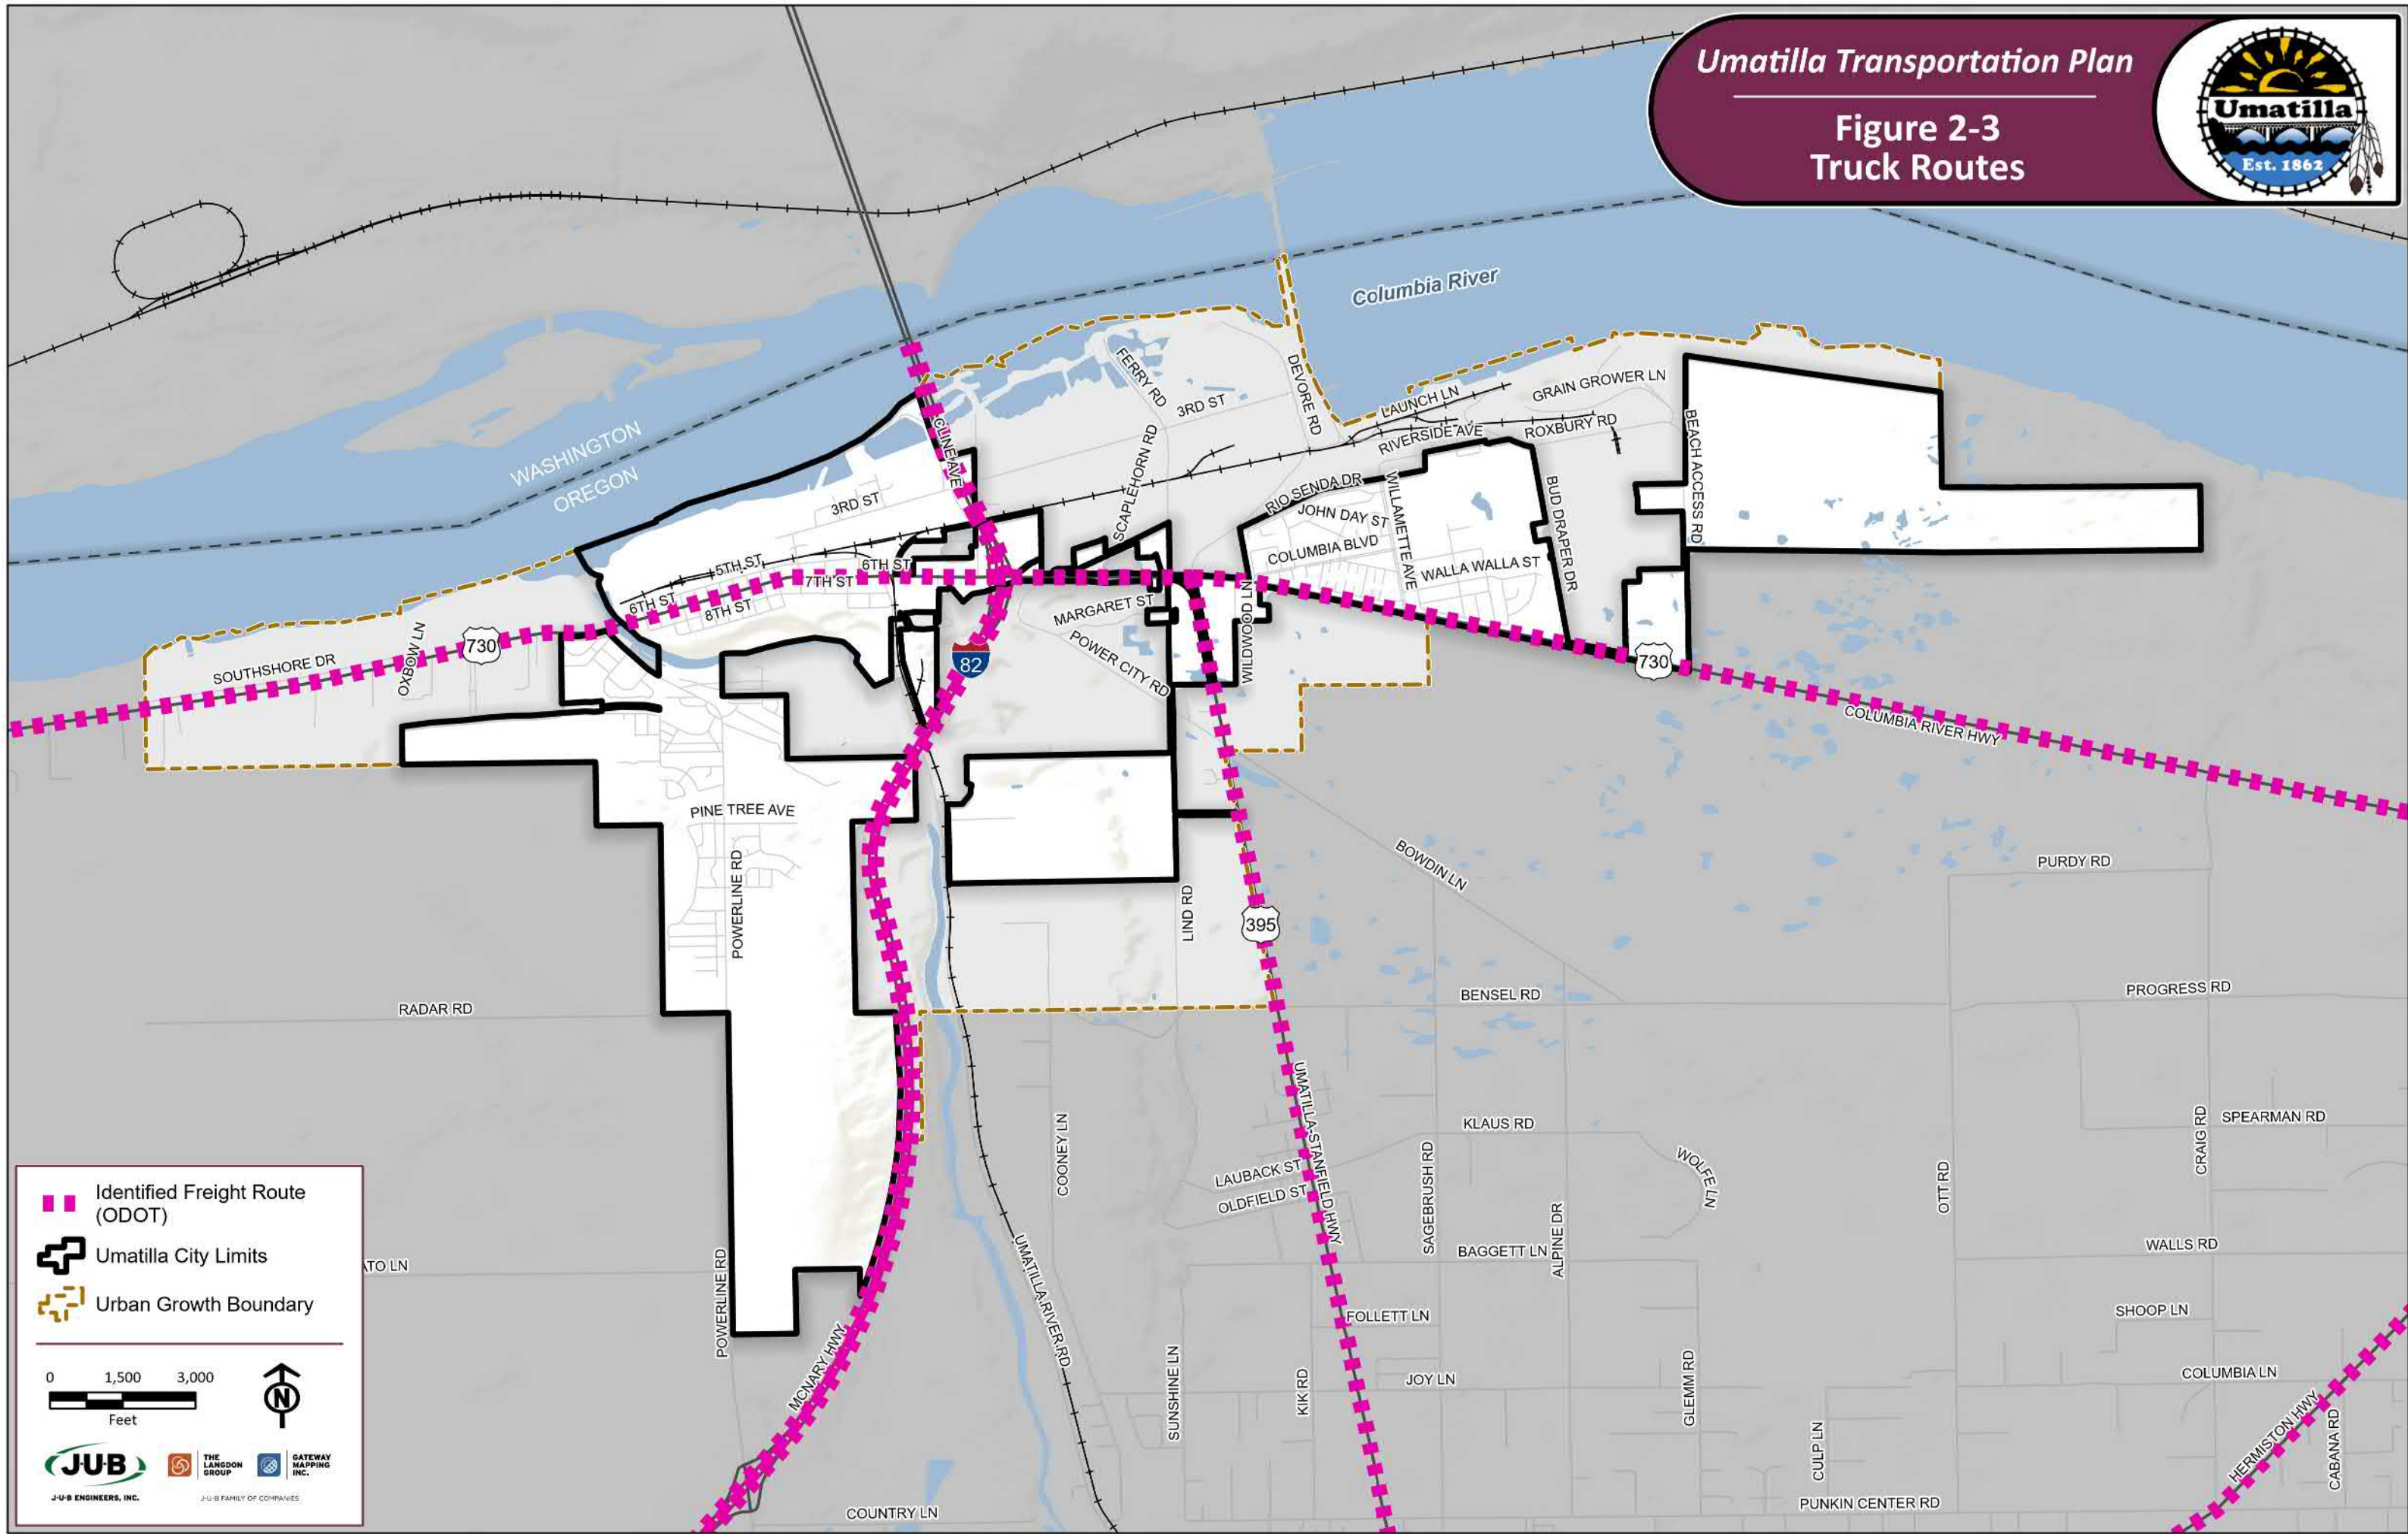 Umatilla Transportation Plan
Figure 2-3
Truck Routes
Umatilla
Est. 1862
Columbia River
WASHINGTON
OREGON
FERRY RD
3RD ST
DEVORE RD
LAUNCH LN
GRAIN GROWER LN
RIVERSIDE AVE
ROXBURY RD
BEACH ACCESS RD
CLINE AVE
SCAPLEHORN RD
3RD ST
RIO SENDA DR
JOHN DAY ST
WILLAMETTE AVE
BUD DRAPER DR
COLUMBIA BLVD
WALLA WALLA ST
5TH ST
6TH ST
7TH ST
6TH ST
8TH ST
MARGARET ST
WILDWOOD LN
POWER CITY RD
OXBOW LN
730
SOUTHSHORE DR
82
730
COLUMBIA RIVER HWY
PINE TREE AVE
POWERLINE RD
BOWDIN LN
PURDY RD
LIND RD
395
RADAR RD
BENSEL RD
PROGRESS RD
UMATILLA-STANFIELD HWY
KLAUS RD
COONEY LN
LAUBACK ST
OLDFIELD ST
SAGEBRUSH RD
WOLFE LN
OTT RD
CRAIG RD
SPEARMAN RD
BAGGETT LN
ALPINE DR
WALLS RD
ATO LN
POWERLINE RD
UMATILLA RIVER RD
FOLLETT LN
SHOOP LN
MCNARY HWY
SUNSHINE LN
KIK RD
JOY LN
GLEMM RD
COLUMBIA LN
CULP LN
HERMISTON HWY
CABANA RD
COUNTRY LN
PUNKIN CENTER RD
Identified Freight Route
(ODOT)
Umatilla City Limits
Urban Growth Boundary
0 1,500 3,000
Feet
N
J·U·B
J·U·B ENGINEERS, INC.
THE
LANGDON
GROUP
GATEWAY
MAPPING
INC.
J·U·B FAMILY OF COMPANIES